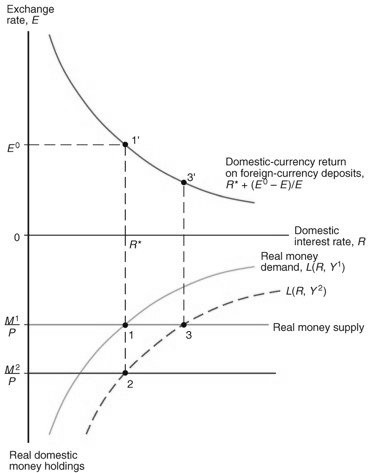 Exchange
rate, E
1'
E⁰
3'
Domestic-currency return
on foreign-currency deposits,
R* + (E⁰ – E)/E
0
Domestic
interest rate, R
R*
Real money
demand, L(R, Y¹)
L(R, Y²)
M¹
P
1
3
Real money supply
M²
P
2
Real domestic
money holdings